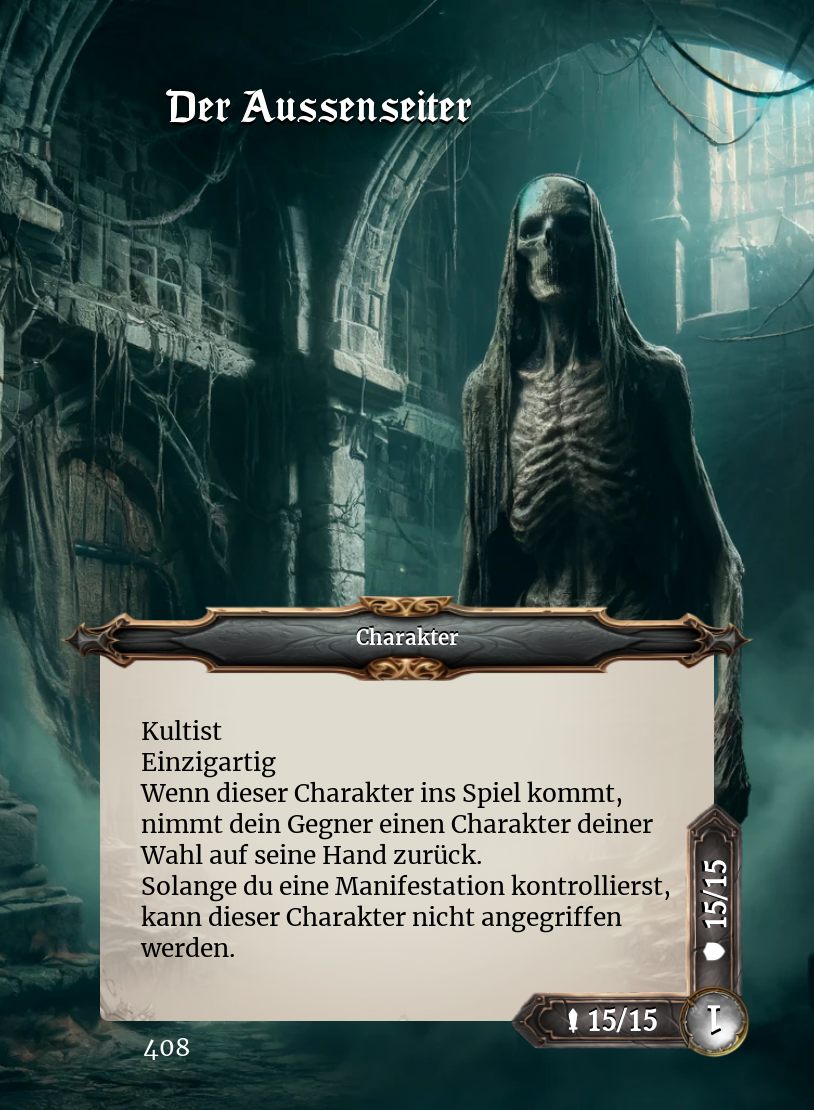 Der Aussenseiter
Charakter
Kultist
Einzigartig
Wenn dieser Charakter ins Spiel kommt,
nimmt dein Gegner einen Charakter deiner
Wahl auf seine Hand zurück.
Solange du eine Manifestation kontrollierst,
kann dieser Charakter nicht angegriffen
werden.
15/15
15/15
1
408